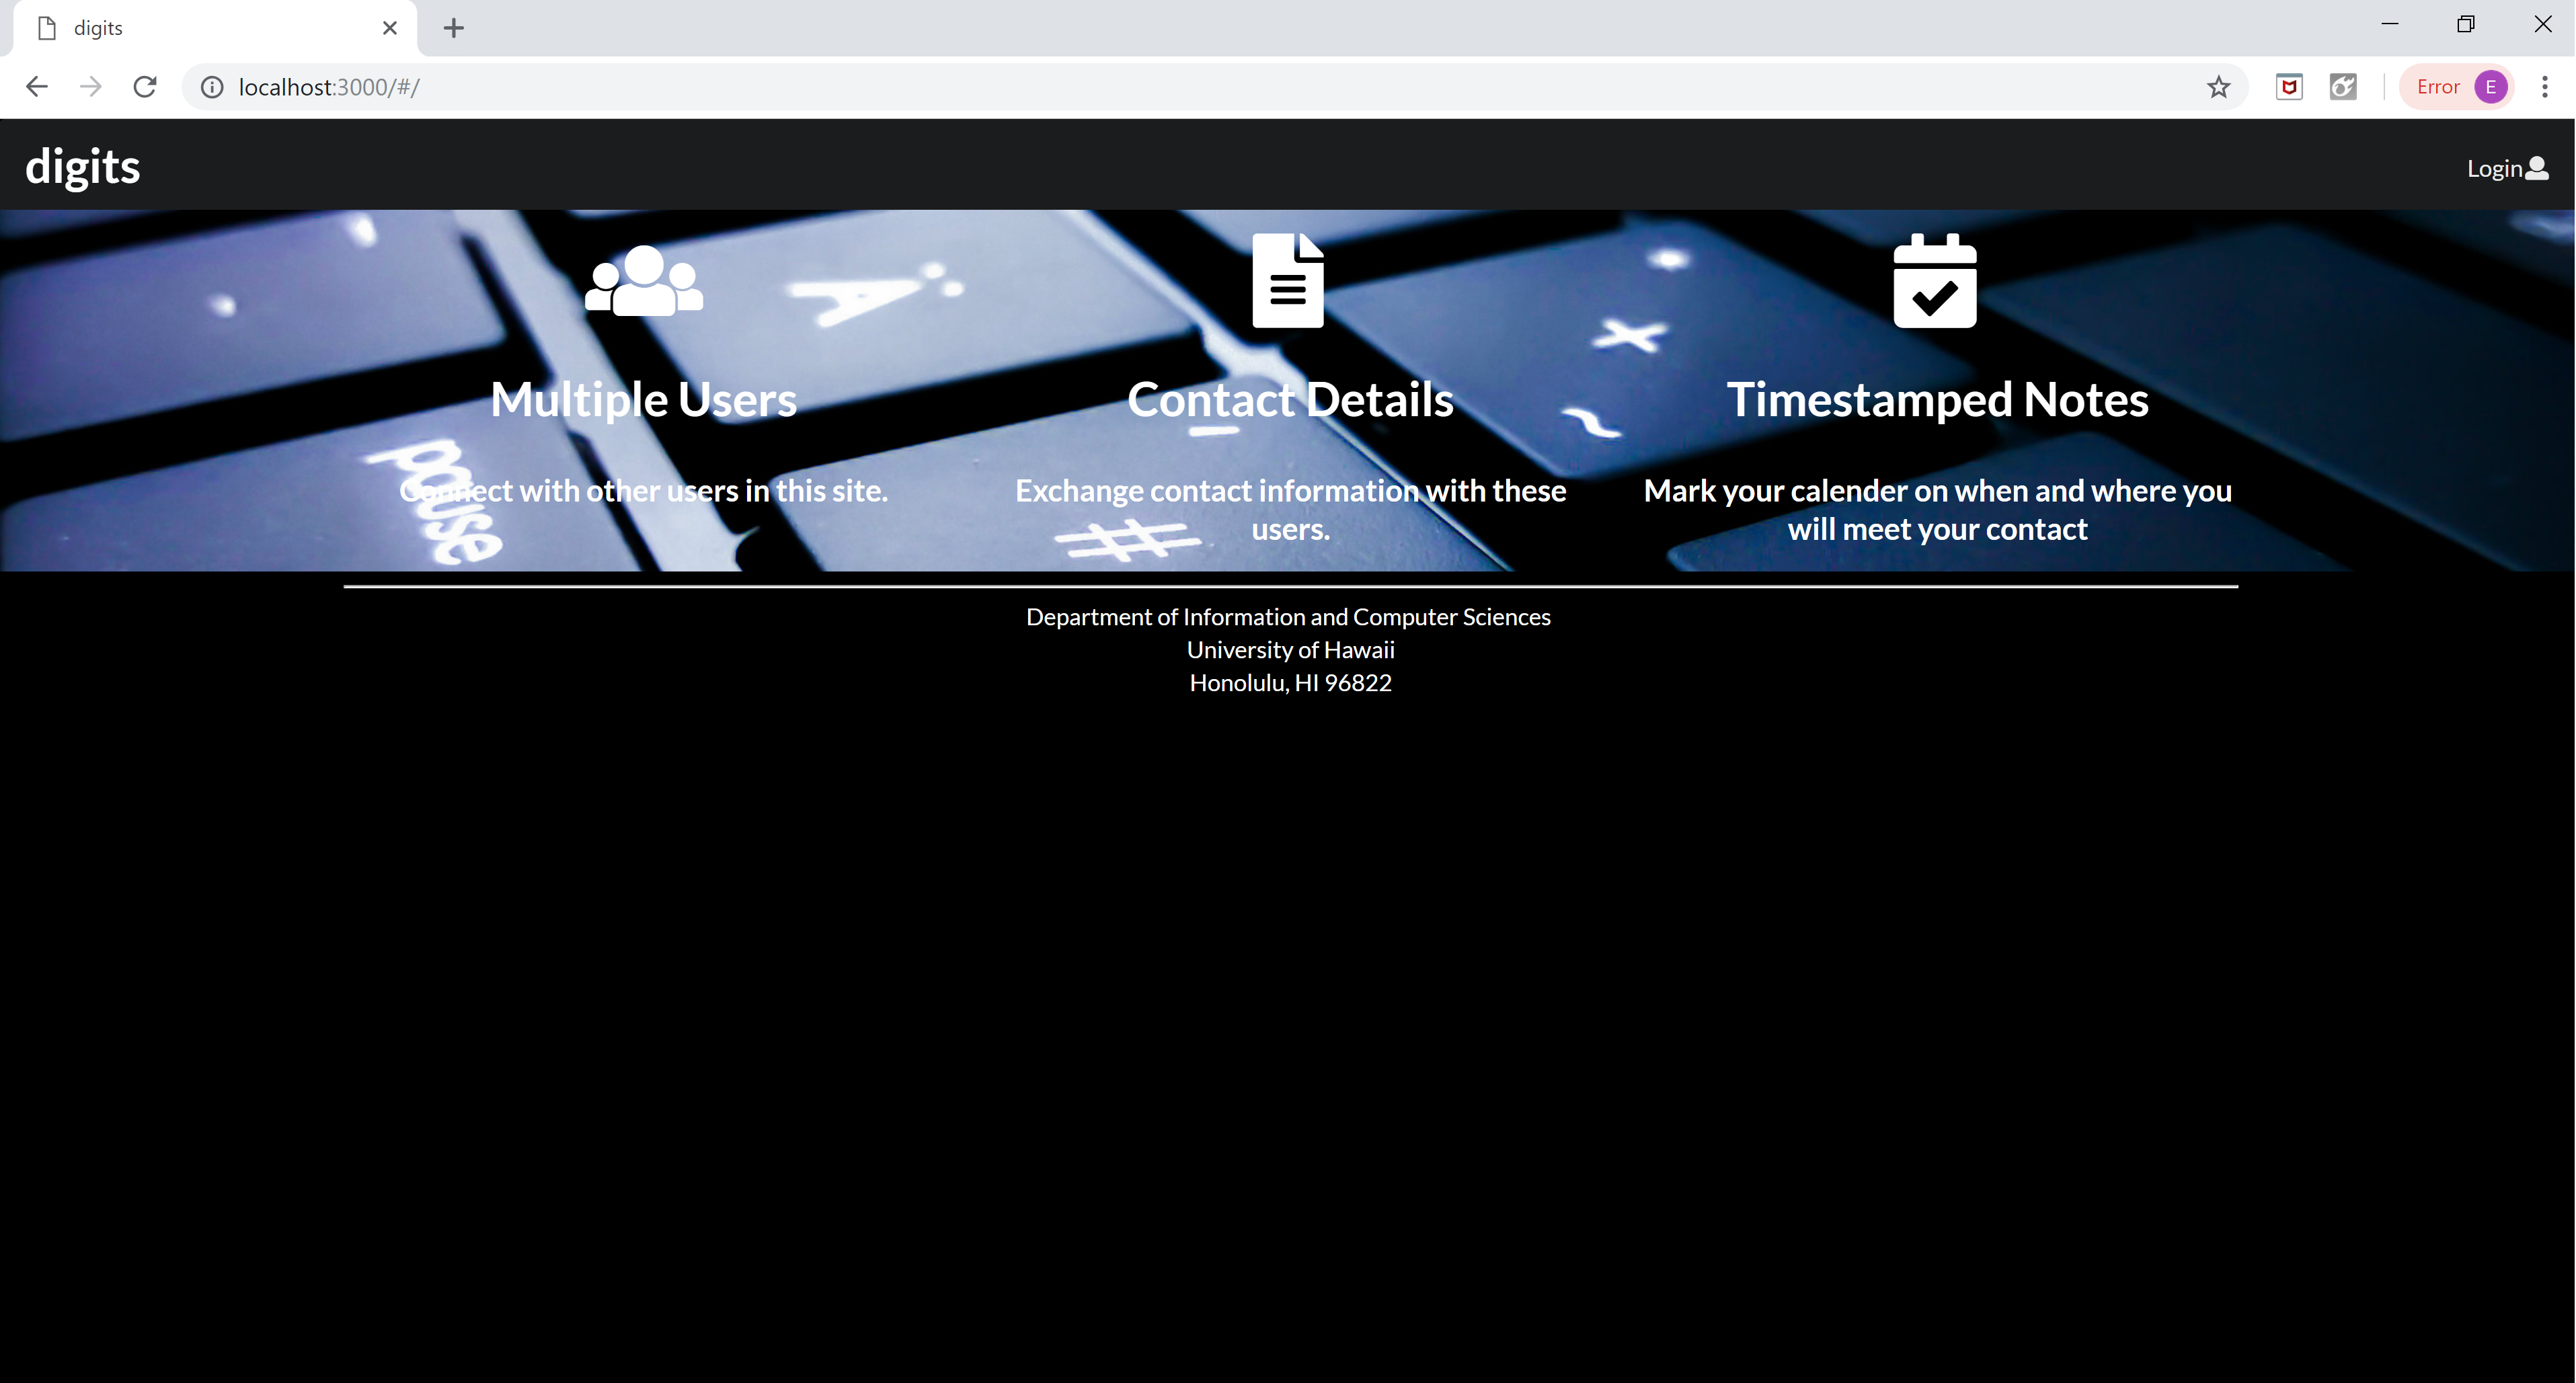 digits
localhost:3000/#/
Error E
digits
Login
A
pause
#
Multiple Users
Contact Details
Timestamped Notes
Connect with other users in this site.
Exchange contact information with these
users.
Mark your calender on when and where you
will meet your contact
Department of Information and Computer Sciences
University of Hawaii
Honolulu, HI 96822